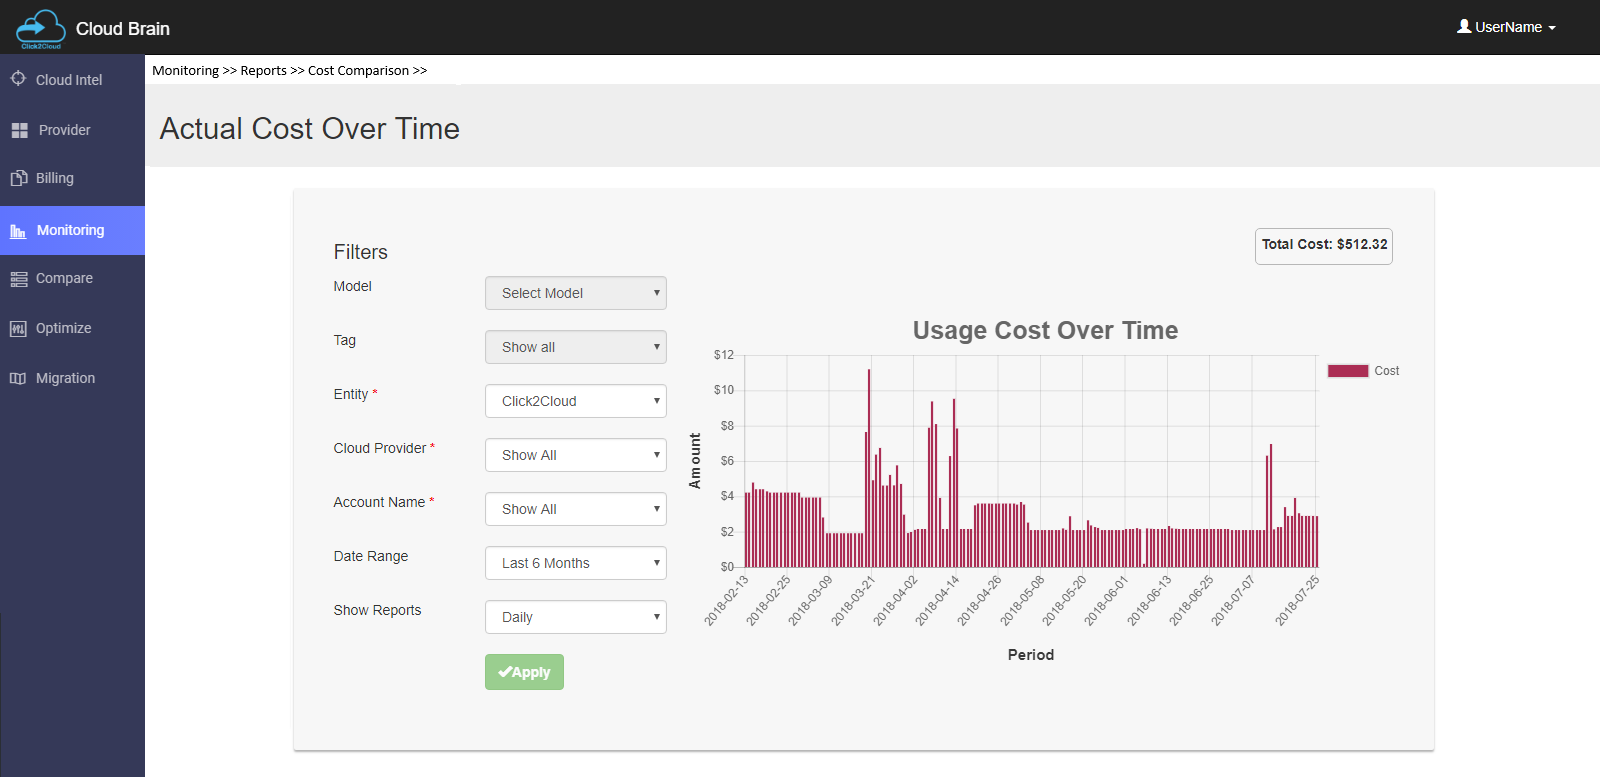 Click2Cloud
Cloud Brain
UserName
Monitoring >> Reports >> Cost Comparison >>
Cloud Intel
Provider
Billing
Monitoring
Compare
Optimize
Migration
Actual Cost Over Time
Filters
Model
Select Model
Tag
Show all
Entity *
Click2Cloud
Cloud Provider *
Show All
Account Name *
Show All
Date Range
Last 6 Months
Show Reports
Daily
Apply
Total Cost: $512.32
Usage Cost Over Time
Cost
Amount
$12
$10
$8
$6
$4
$2
$0
2018-02-13
2018-02-25
2018-03-09
2018-03-21
2018-04-02
2018-04-14
2018-04-26
2018-05-08
2018-05-20
2018-06-01
2018-06-13
2018-06-25
2018-07-07
2018-07-25
Period